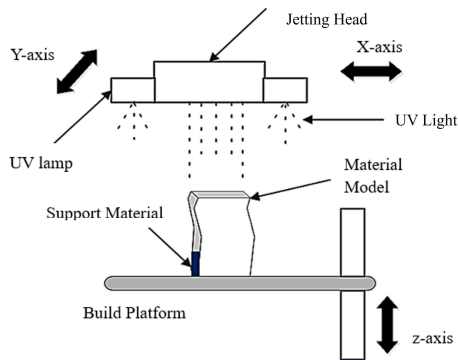 Jetting Head
Y-axis
X-axis
UV Light
UV lamp
Material
Model
Support Material
Build Platform
z-axis